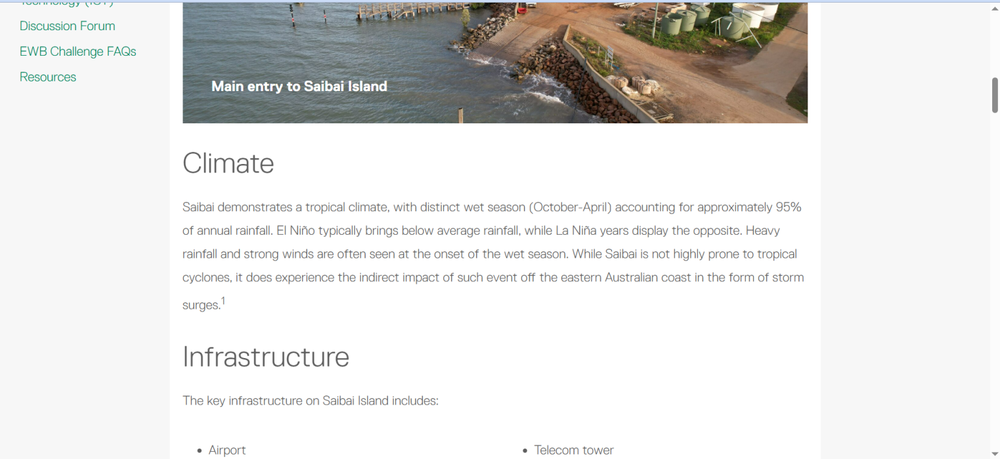 Technology (ICT)
Discussion Forum
EWB Challenge FAQs
Resources
Main entry to Saibai Island
Climate
Saibai demonstrates a tropical climate, with distinct wet season (October-April) accounting for approximately 95%
of annual rainfall. El Niño typically brings below average rainfall, while La Niña years display the opposite. Heavy
rainfall and strong winds are often seen at the onset of the wet season. While Saibai is not highly prone to tropical
cyclones, it does experience the indirect impact of such event off the eastern Australian coast in the form of storm
surges.1
Infrastructure
The key infrastructure on Saibai Island includes:
• Airport
• Telecom tower